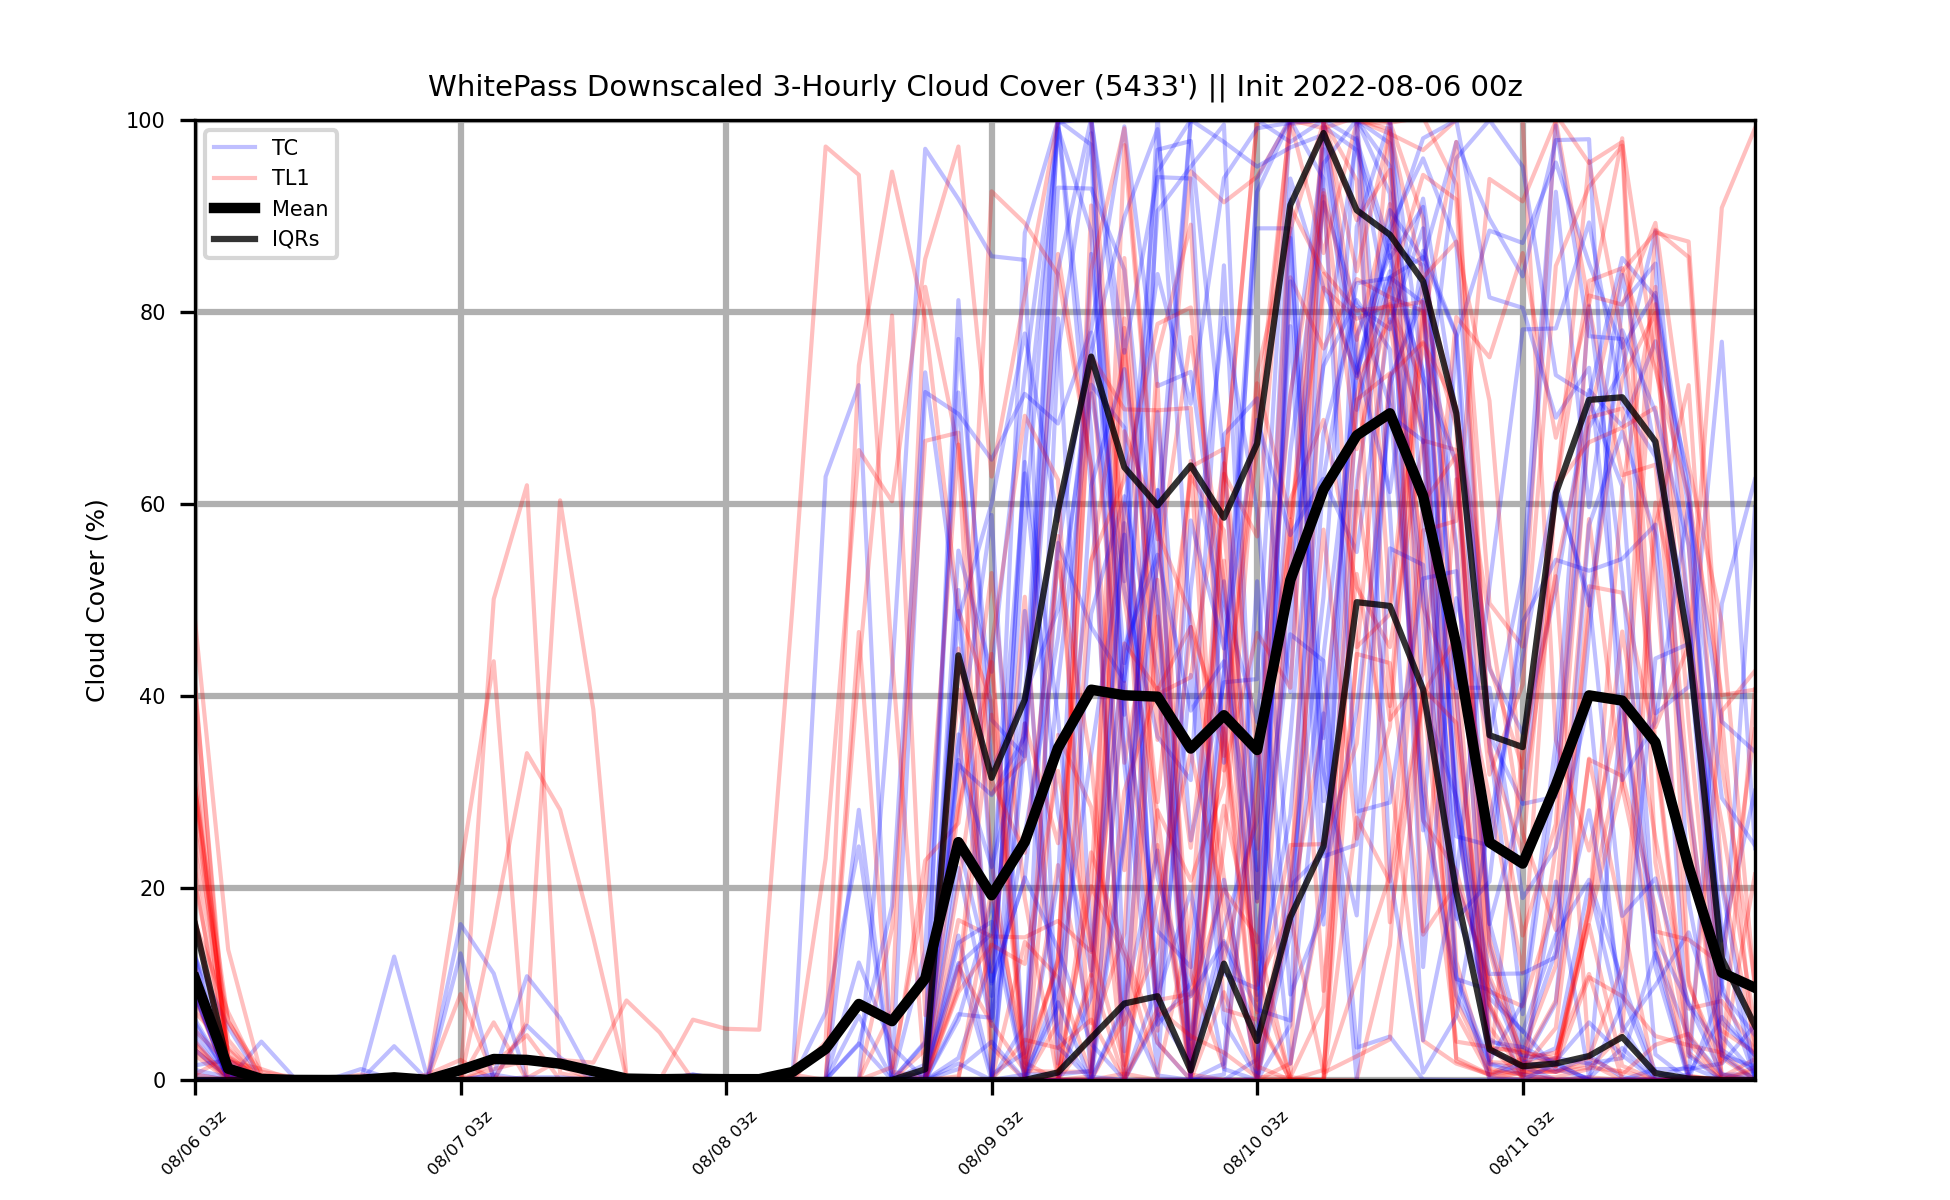 WhitePass Downscaled 3-Hourly Cloud Cover (5433') || Init 2022-08-06 00z
100
80
60
40
20
0
Cloud Cover (%)
TC
TL1
Mean
IQRs
08/06 03z
08/07 03z
08/08 03z
08/09 03z
08/10 03z
08/11 03z